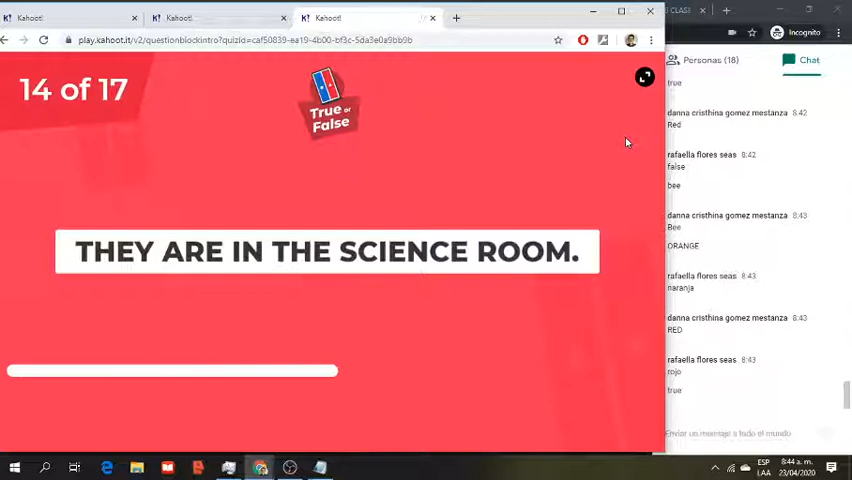 Kahoot!
Kahoot!
Kahoot!
play.kahoot.it/v2/questionblockintro?quizId=caf50839-ea19-4b00-bf3c-5da3e0a9bb9b
CLASE
Incognito
14 of 17
True or
False
THEY ARE IN THE SCIENCE ROOM.
Personas (18)
Chat
true
danna cristhina gomez mestanza 8:42
Red
rafaella flores seas 8:42
false
bee
danna cristhina gomez mestanza 8:43
Bee
ORANGE
rafaella flores seas 8:43
naranja
danna cristhina gomez mestanza 8:43
RED
rafaella flores seas 8:43
rojo
true
Enviar un mensaje a todo el mundo
ESP
LAA
8:44 a. m.
23/04/2020